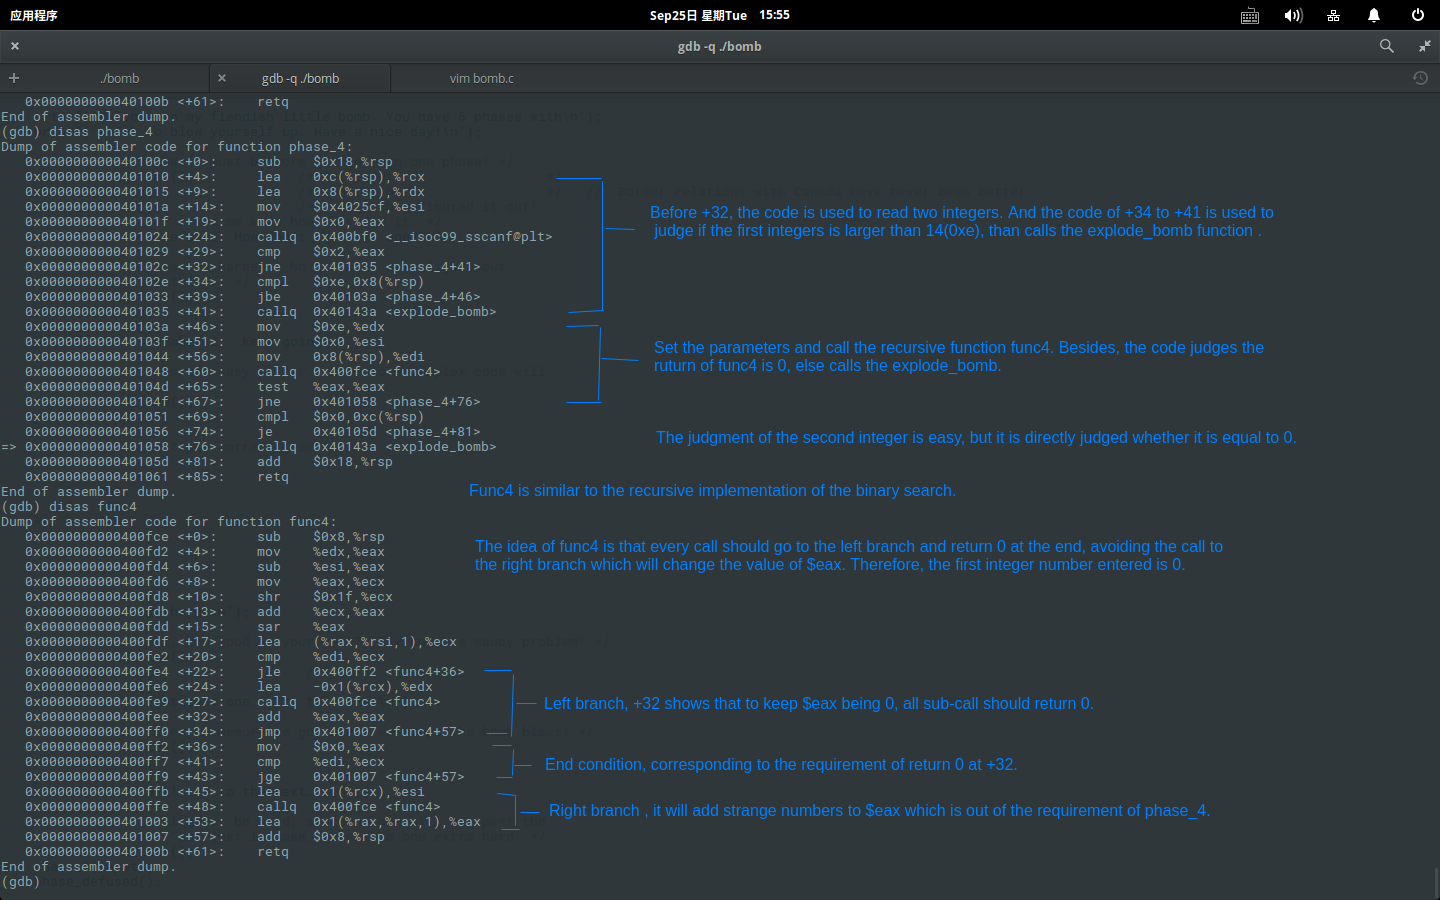 应用程序
Sep25日 星期Tue 15:55
gdb -q ./bomb
./bomb
gdb -q ./bomb
vim bomb.c
0x000000000040100b <+61>: retq
End of assembler dump.
(gdb) disas phase_4
Dump of assembler code for function phase_4:
0x000000000040100c <+0>: sub $0x18,%rsp
0x0000000000401010 <+4>: lea 0xc(%rsp),%rcx
0x0000000000401015 <+9>: lea 0x8(%rsp),%rdx
0x000000000040101a <+14>: mov $0x4025cf,%esi
0x000000000040101f <+19>: mov $0x0,%eax
0x0000000000401024 <+24>: callq 0x400bf0 <__isoc99_sscanf@plt>
0x0000000000401029 <+29>: cmp $0x2,%eax
0x000000000040102c <+32>: jne 0x401035 <phase_4+41>
0x000000000040102e <+34>: cmpl $0xe,0x8(%rsp)
0x0000000000401033 <+39>: jbe 0x40103a <phase_4+46>
0x0000000000401035 <+41>: callq 0x40143a <explode_bomb>
0x000000000040103a <+46>: mov $0xe,%edx
0x000000000040103f <+51>: mov $0x0,%esi
0x0000000000401044 <+56>: mov 0x8(%rsp),%edi
0x0000000000401048 <+60>: callq 0x400fce <func4>
0x000000000040104d <+65>: test %eax,%eax
0x000000000040104f <+67>: jne 0x401058 <phase_4+76>
0x0000000000401051 <+69>: cmpl $0x0,0xc(%rsp)
0x0000000000401056 <+74>: je 0x40105d <phase_4+81>
=> 0x0000000000401058 <+76>: callq 0x40143a <explode_bomb>
0x000000000040105d <+81>: add $0x18,%rsp
0x0000000000401061 <+85>: retq
End of assembler dump.
(gdb) disas func4
Dump of assembler code for function func4:
0x0000000000400fce <+0>: sub $0x8,%rsp
0x0000000000400fd2 <+4>: mov %edx,%eax
0x0000000000400fd4 <+6>: sub %esi,%eax
0x0000000000400fd6 <+8>: mov %eax,%ecx
0x0000000000400fd8 <+10>: shr $0x1f,%ecx
0x0000000000400fdb <+13>: add %ecx,%eax
0x0000000000400fdd <+15>: sar %eax
0x0000000000400fdf <+17>: lea (%rax,%rsi,1),%ecx
0x0000000000400fe2 <+20>: cmp %edi,%ecx
0x0000000000400fe4 <+22>: jle 0x400ff2 <func4+36>
0x0000000000400fe6 <+24>: lea -0x1(%rcx),%edx
0x0000000000400fe9 <+27>: callq 0x400fce <func4>
0x0000000000400fee <+32>: add %eax,%eax
0x0000000000400ff0 <+34>: jmp 0x401007 <func4+57>
0x0000000000400ff2 <+36>: mov $0x0,%eax
0x0000000000400ff7 <+41>: cmp %edi,%ecx
0x0000000000400ff9 <+43>: jge 0x401007 <func4+57>
0x0000000000400ffb <+45>: lea 0x1(%rcx),%esi
0x0000000000400ffe <+48>: callq 0x400fce <func4>
0x0000000000401003 <+53>: lea 0x1(%rax,%rax,1),%eax
0x0000000000401007 <+57>: add $0x8,%rsp
0x000000000040100b <+61>: retq
End of assembler dump.
(gdb)
Before +32, the code is used to read two integers. And the code of +34 to +41 is used to
judge if the first integers is larger than 14(0xe), than calls the explode_bomb function .
Set the parameters and call the recursive function func4. Besides, the code judges the
ruturn of func4 is 0, else calls the explode_bomb.
The judgment of the second integer is easy, but it is directly judged whether it is equal to 0.
Func4 is similar to the recursive implementation of the binary search.
The idea of func4 is that every call should go to the left branch and return 0 at the end, avoiding the call to
the right branch which will change the value of $eax. Therefore, the first integer number entered is 0.
Left branch, +32 shows that to keep $eax being 0, all sub-call should return 0.
End condition, corresponding to the requirement of return 0 at +32.
Right branch , it will add strange numbers to $eax which is out of the requirement of phase_4.